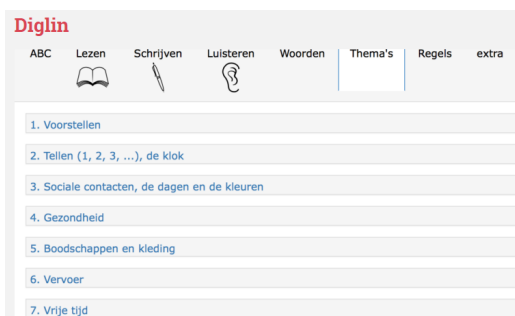 Diglin
ABC Lezen Schrijven Luisteren Woorden Thema's Regels extra
1. Voorstellen
2. Tellen (1, 2, 3, ...), de klok
3. Sociale contacten, de dagen en de kleuren
4. Gezondheid
5. Boodschappen en kleding
6. Vervoer
7. Vrije tijd